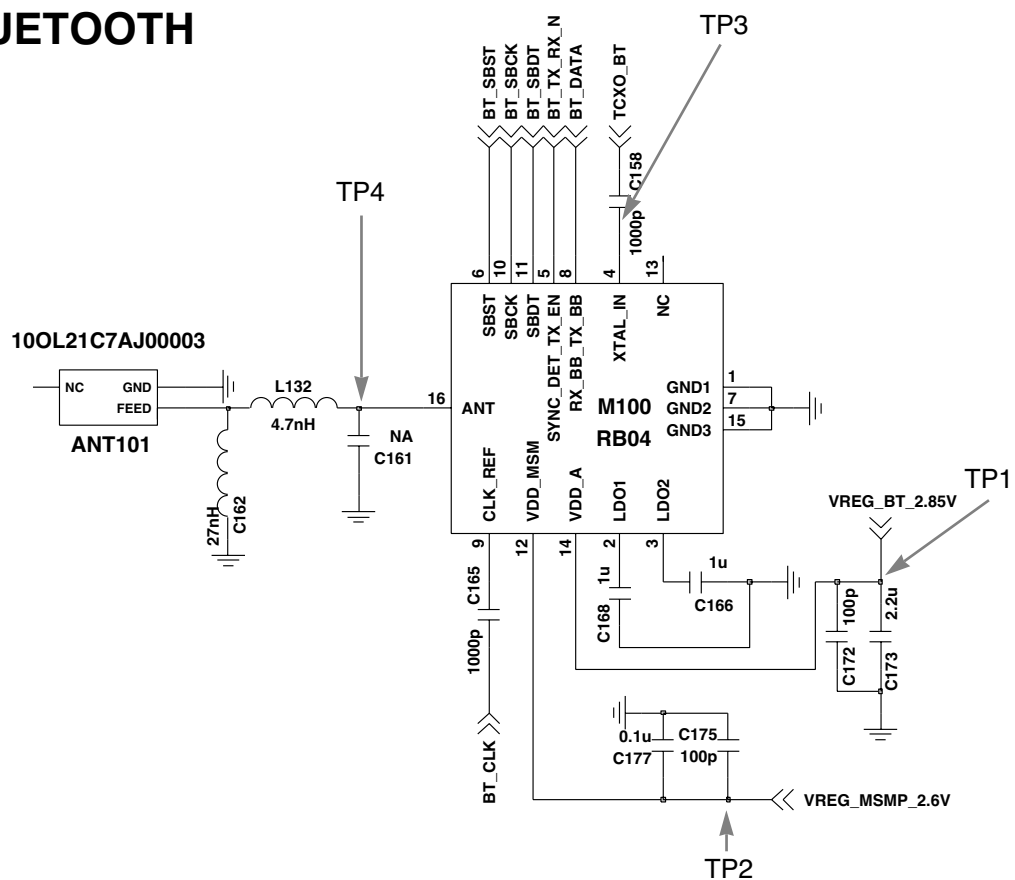 UETOOTH
TP3
BT_SBST
BT_SBCK
BT_SBDT
BT_TX_RX_N
BT_DATA
TCXO_BT
C158
1000p
TP4
6
10
11
5
8
4
13
SBST
SBCK
SBDT
SYNC_DET_TX_EN
RX_BB_TX_BB
XTAL_IN
NC
10OL21C7AJ00003
NC
GND
FEED
ANT101
L132
4.7nH
16
ANT
NA
C161
27nH
C162
M100
RB04
GND1
GND2
GND3
1
7
15
CLK_REF
VDD_MSM
VDD_A
LDO1
LDO2
9
12
14
2
3
C165
1000p
BT_CLK
1u
C168
1u
C166
TP1
VREG_BT_2.85V
100p
C172
2.2u
C173
0.1u
C177
C175
100p
VREG_MSMP_2.6V
TP2